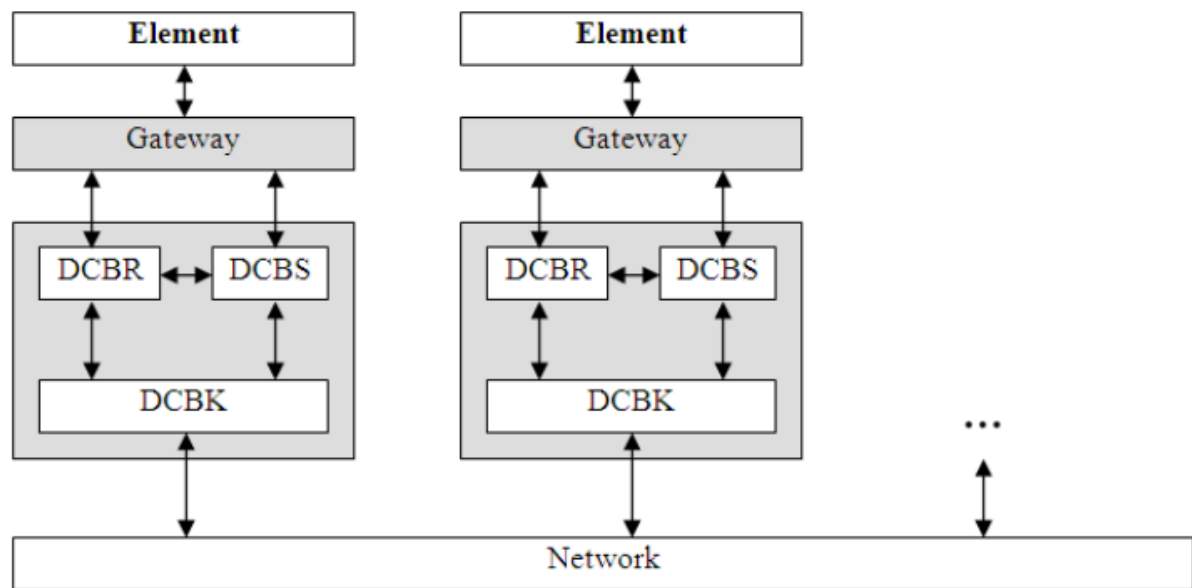 Element
Element
Gateway
Gateway
DCBR
DCBS
DCBR
DCBS
DCBK
DCBK
...
Network